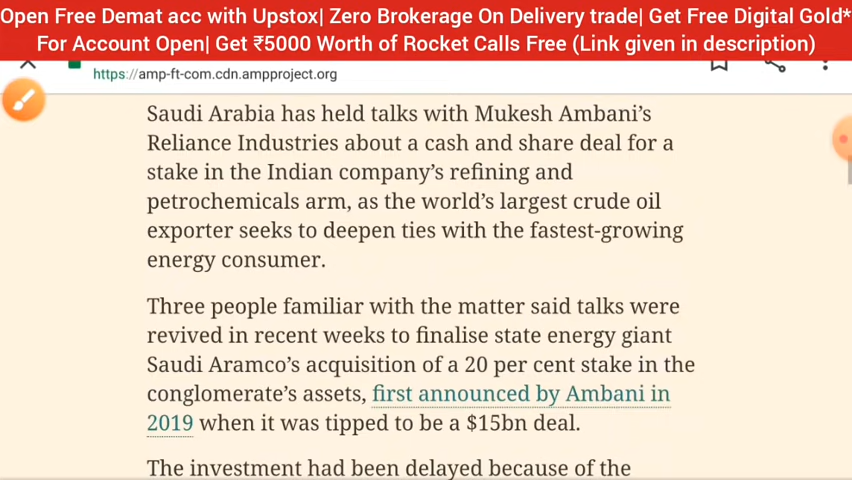 Open Free Demat acc with Upstox| Zero Brokerage On Delivery trade| Get Free Digital Gold*
For Account Open| Get ₹5000 Worth of Rocket Calls Free (Link given in description)
https://amp-ft-com.cdn.ampproject.org
Saudi Arabia has held talks with Mukesh Ambani’s
Reliance Industries about a cash and share deal for a
stake in the Indian company’s refining and
petrochemicals arm, as the world’s largest crude oil
exporter seeks to deepen ties with the fastest-growing
energy consumer.
Three people familiar with the matter said talks were
revived in recent weeks to finalise state energy giant
Saudi Aramco’s acquisition of a 20 per cent stake in the
conglomerate’s assets, first announced by Ambani in
2019 when it was tipped to be a $15bn deal.
The investment had been delayed because of the